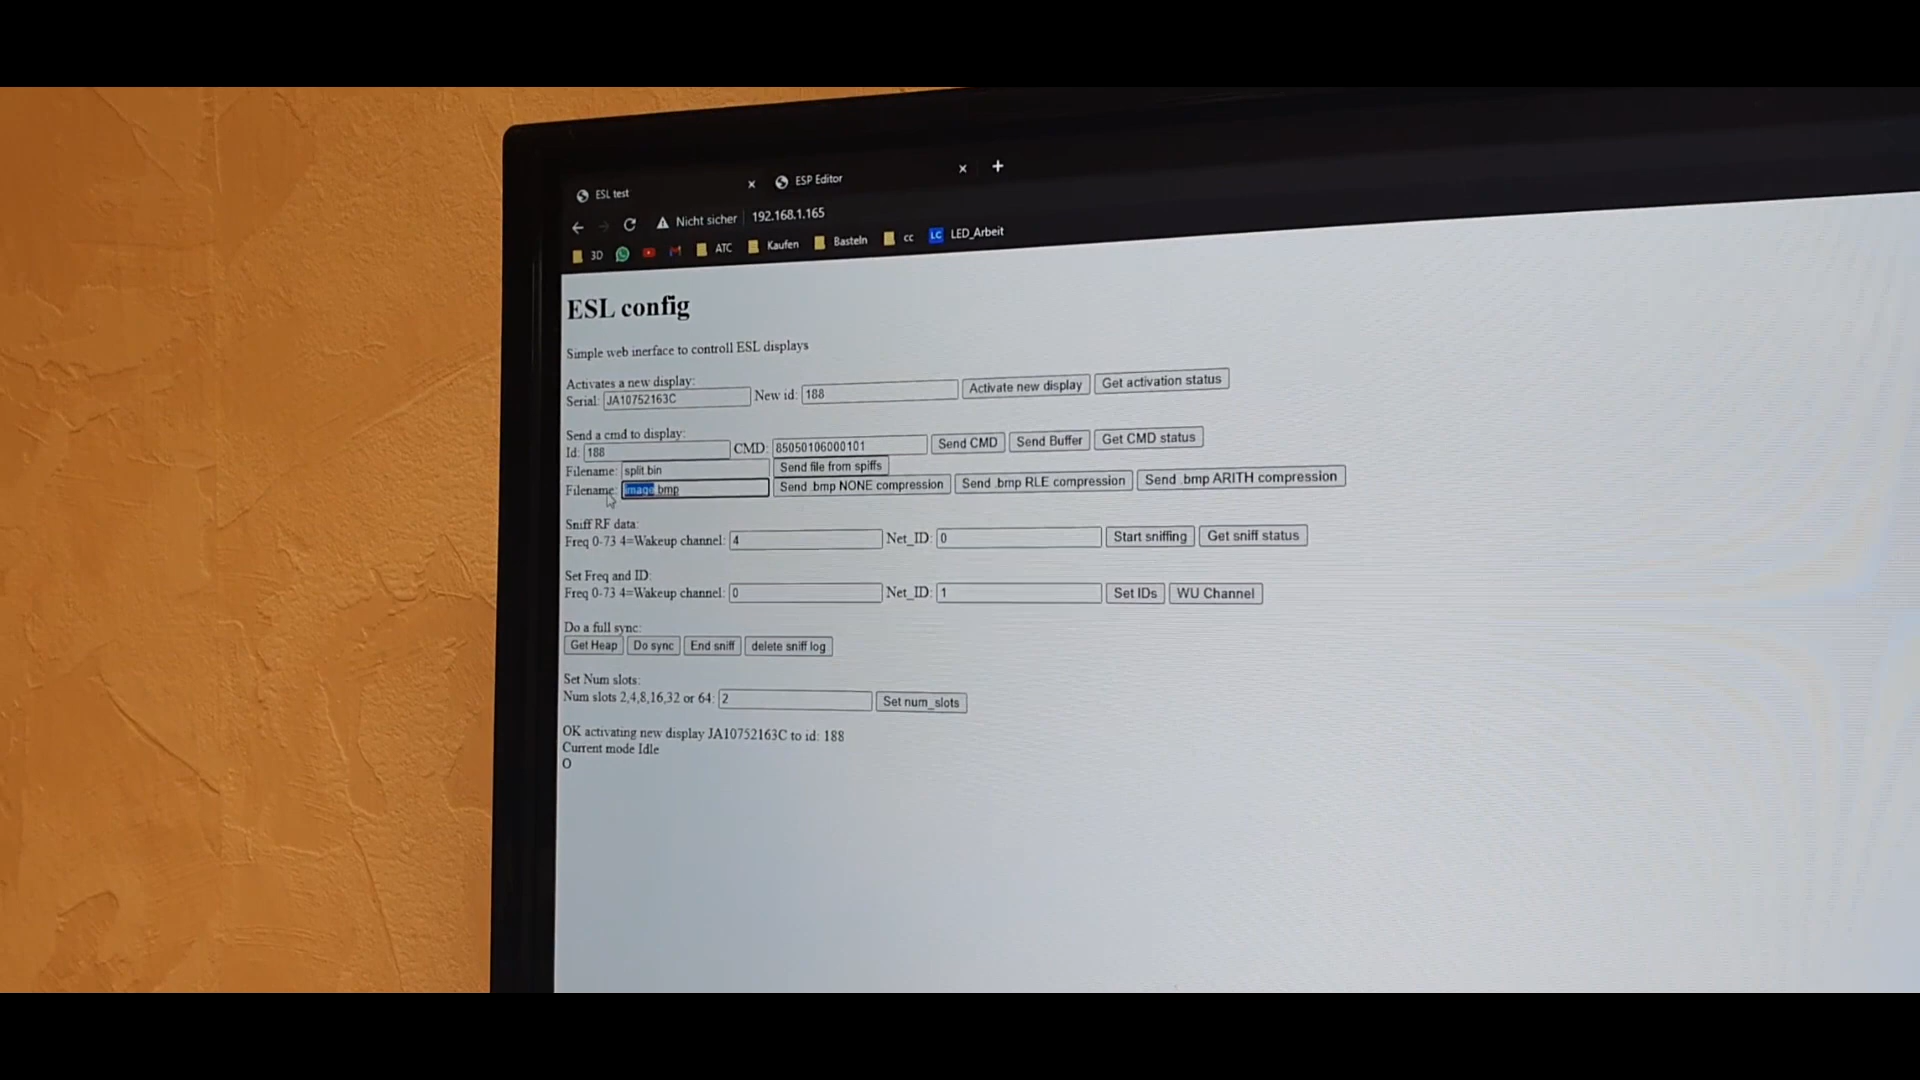 ESL test
ESP Editor
Nicht sicher 192.168.1.165
3D ATC Kaufen Basteln cc LC LED_Arbeit
ESL config
Simple web inerface to controll ESL displays
Activates a new display:
Serial: JA10752163C New id: 188 Activate new display Get activation status
Send a cmd to display:
Id: 188 CMD: 85050106000101 Send CMD Send Buffer Get CMD status
Filename: split.bin Send file from spiffs
Filename: image.bmp Send .bmp NONE compression Send .bmp RLE compression Send .bmp ARITH compression
Sniff RF data:
Freq 0-73 4=Wakeup channel: 4 Net_ID: 0 Start sniffing Get sniff status
Set Freq and ID:
Freq 0-73 4=Wakeup channel: 0 Net_ID: 1 Set IDs WU Channel
Do a full sync:
Get Heap Do sync End sniff delete sniff log
Set Num slots:
Num slots 2,4,8,16,32 or 64: 2 Set num_slots
OK activating new display JA10752163C to id: 188
Current mode Idle
O